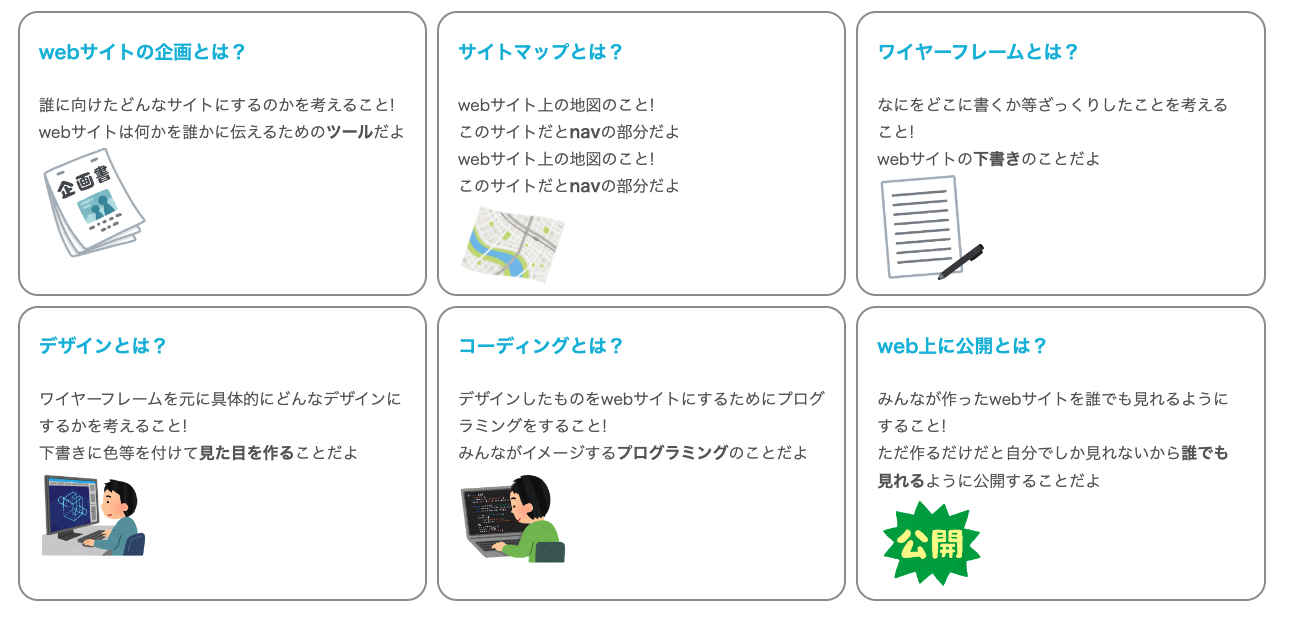 webサイトの企画とは？
誰に向けたどんなサイトにするのかを考えること!
webサイトは何かを誰かに伝えるためのツールだよ
企画書
サイトマップとは？
webサイト上の地図のこと!
このサイトだとnavの部分だよ
webサイト上の地図のこと!
このサイトだとnavの部分だよ
ワイヤーフレームとは？
なにをどこに書くか等ざっくりしたことを考える
こと!
webサイトの下書きのことだよ
デザインとは？
ワイヤーフレームを元に具体的にどんなデザインに
するかを考えること!
下書きに色等を付けて見た目を作ることだよ
コーディングとは？
デザインしたものをwebサイトにするためにプログ
ラミングをすること!
みんながイメージするプログラミングのことだよ
web上に公開とは？
みんなが作ったwebサイトを誰でも見れるように
すること!
ただ作るだけだと自分でしか見れないから誰でも
見れるように公開することだよ
公開